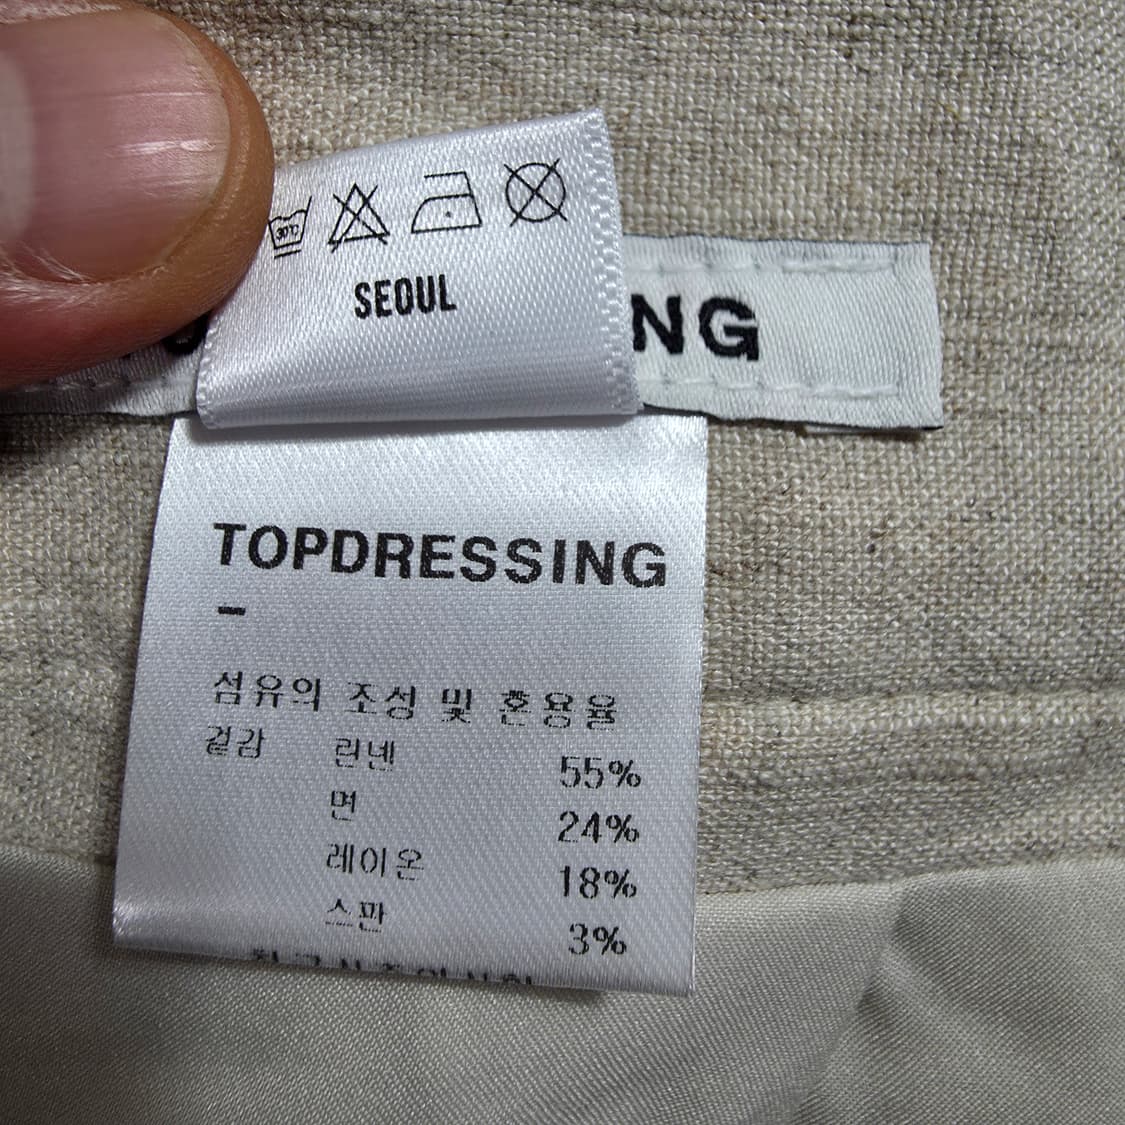 30℃
SEOUL
NG
TOPDRESSING
-
섬유의 조성 및 혼용율
겉감 린넨 55%
면 24%
레이온 18%
스판 3%